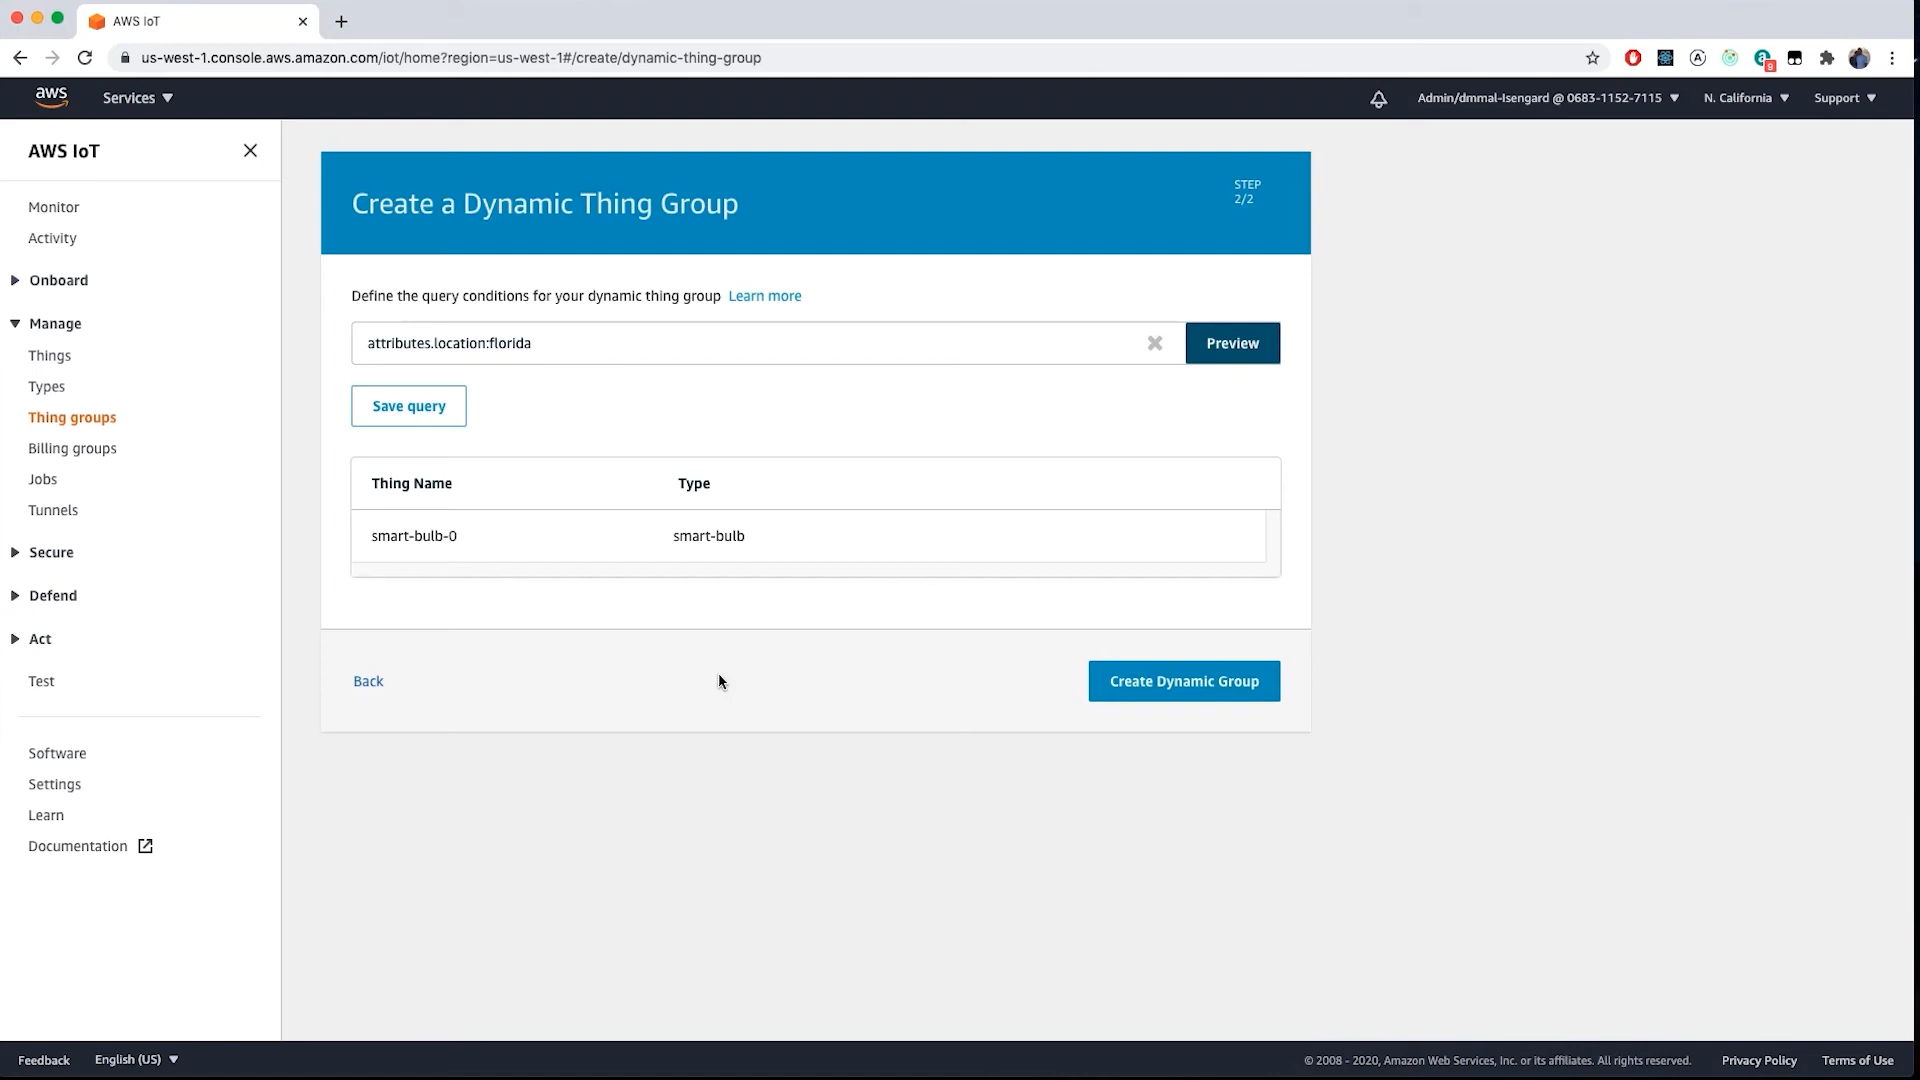 AWS IoT
us-west-1.console.aws.amazon.com/iot/home?region=us-west-1#/create/dynamic-thing-group
9
aws
Services
Admin/dmmal-Isengard @ 0683-1152-7115
N. California
Support
AWS IoT
Monitor
Activity
Onboard
Manage
Things
Types
Thing groups
Billing groups
Jobs
Tunnels
Secure
Defend
Act
Test
Software
Settings
Learn
Documentation
Create a Dynamic Thing Group
STEP
2/2
Define the query conditions for your dynamic thing group Learn more
attributes.location:florida
Preview
Save query
Thing Name Type
smart-bulb-0 smart-bulb
Back
Create Dynamic Group
Feedback
English (US)
© 2008 - 2020, Amazon Web Services, Inc. or its affiliates. All rights reserved.
Privacy Policy
Terms of Use